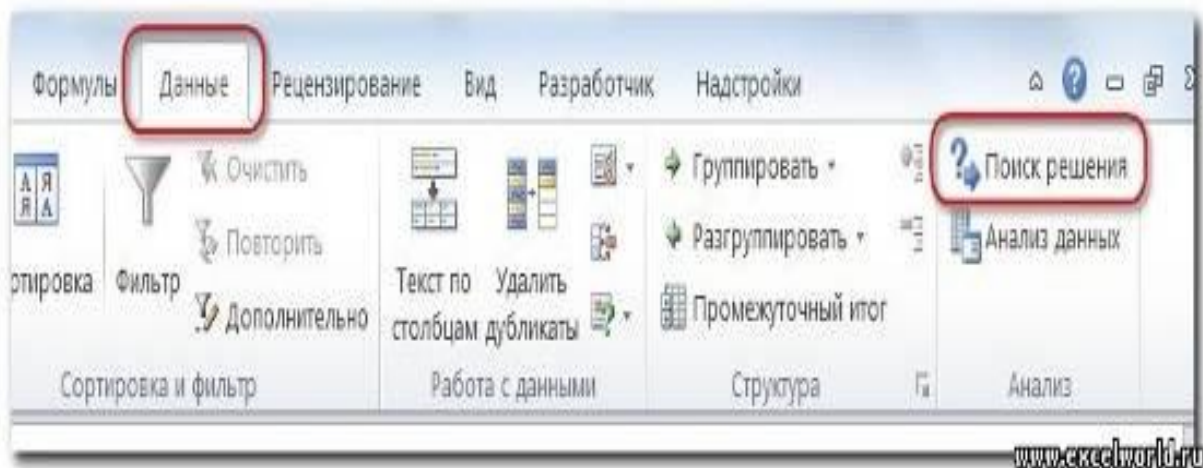 Формулы Данные Рецензирование Вид Разработчик Надстройки
Очистить
Повторить
Дополнительно
ртировка Фильтр
Текст по столбцам
Удалить дубликаты
Группировать
Разгруппировать
Промежуточный итог
Поиск решения
Анализ данных
Сортировка и фильтр Работа с данными Структура Анализ
www.excelworld.ru